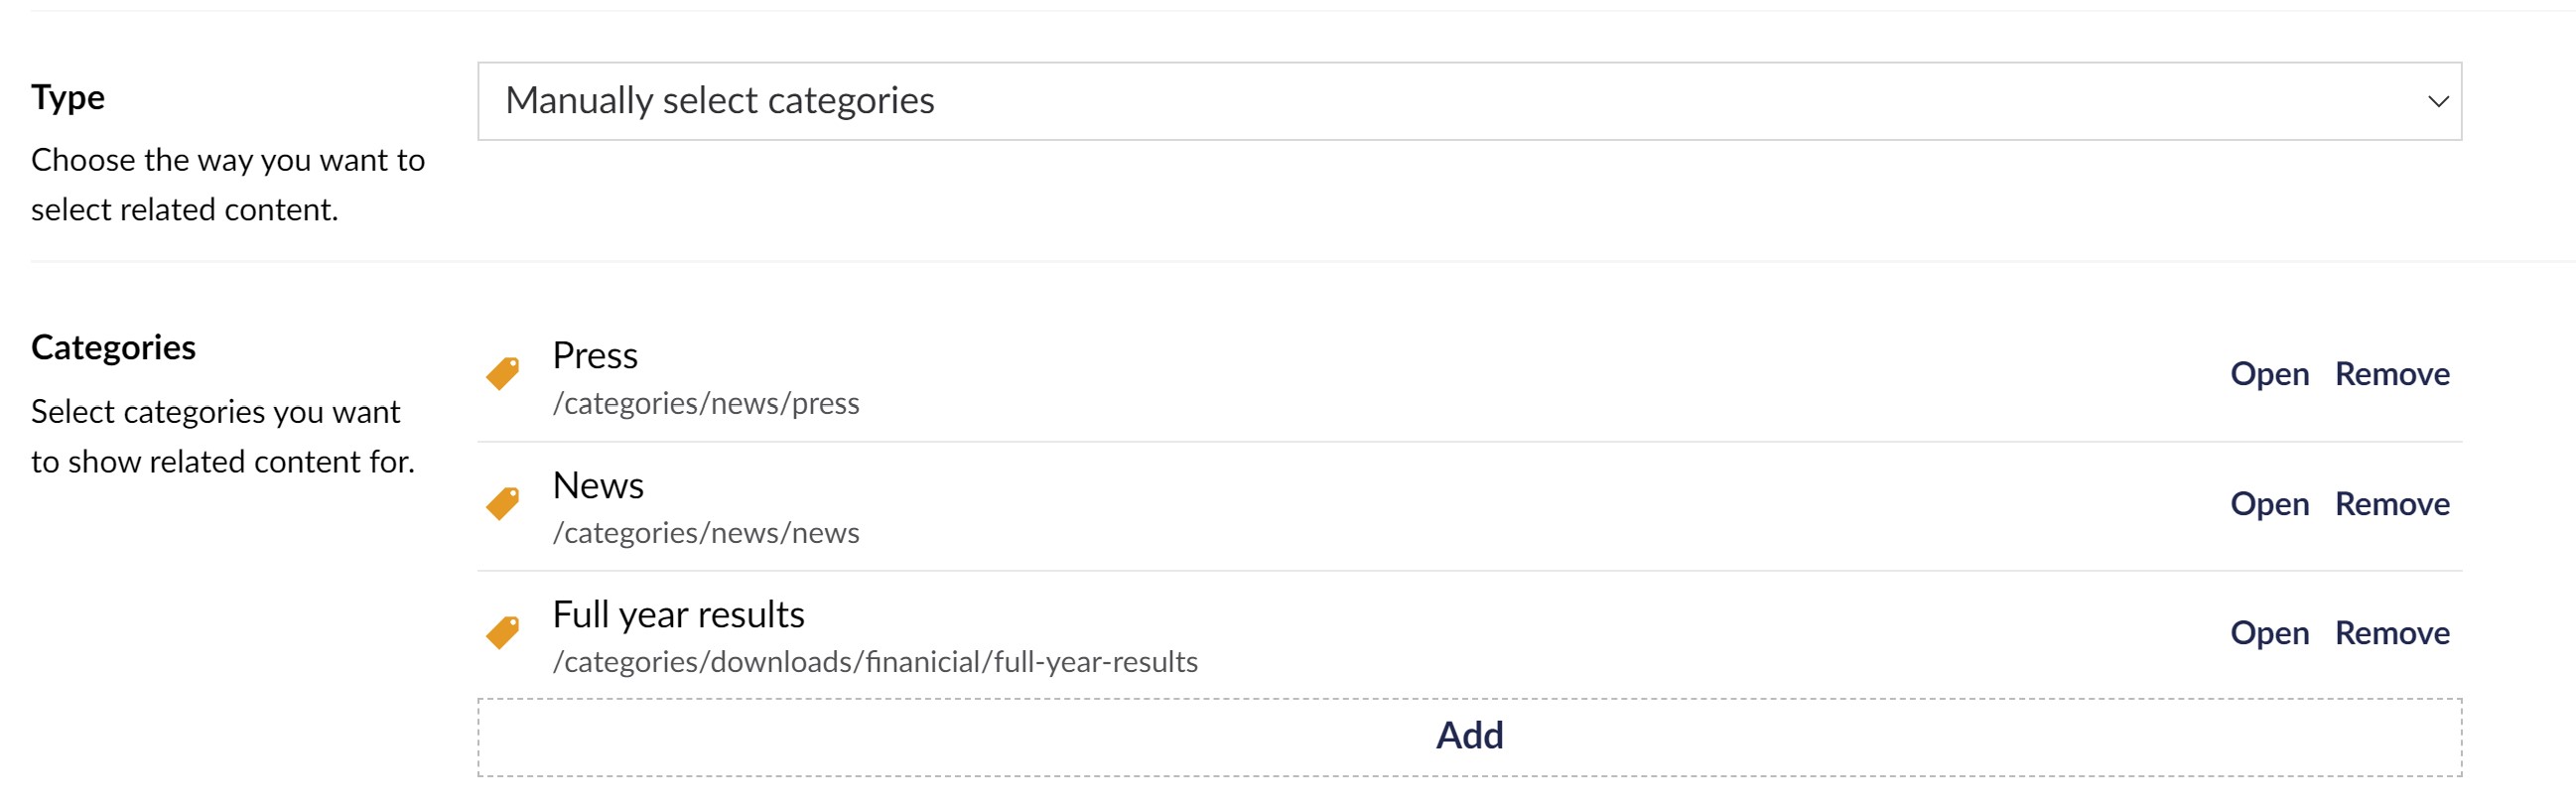 Type
Choose the way you want to
select related content.
Manually select categories
Categories
Select categories you want
to show related content for.
Press
/categories/news/press
Open Remove
News
/categories/news/news
Open Remove
Full year results
/categories/downloads/finanicial/full-year-results
Open Remove
Add